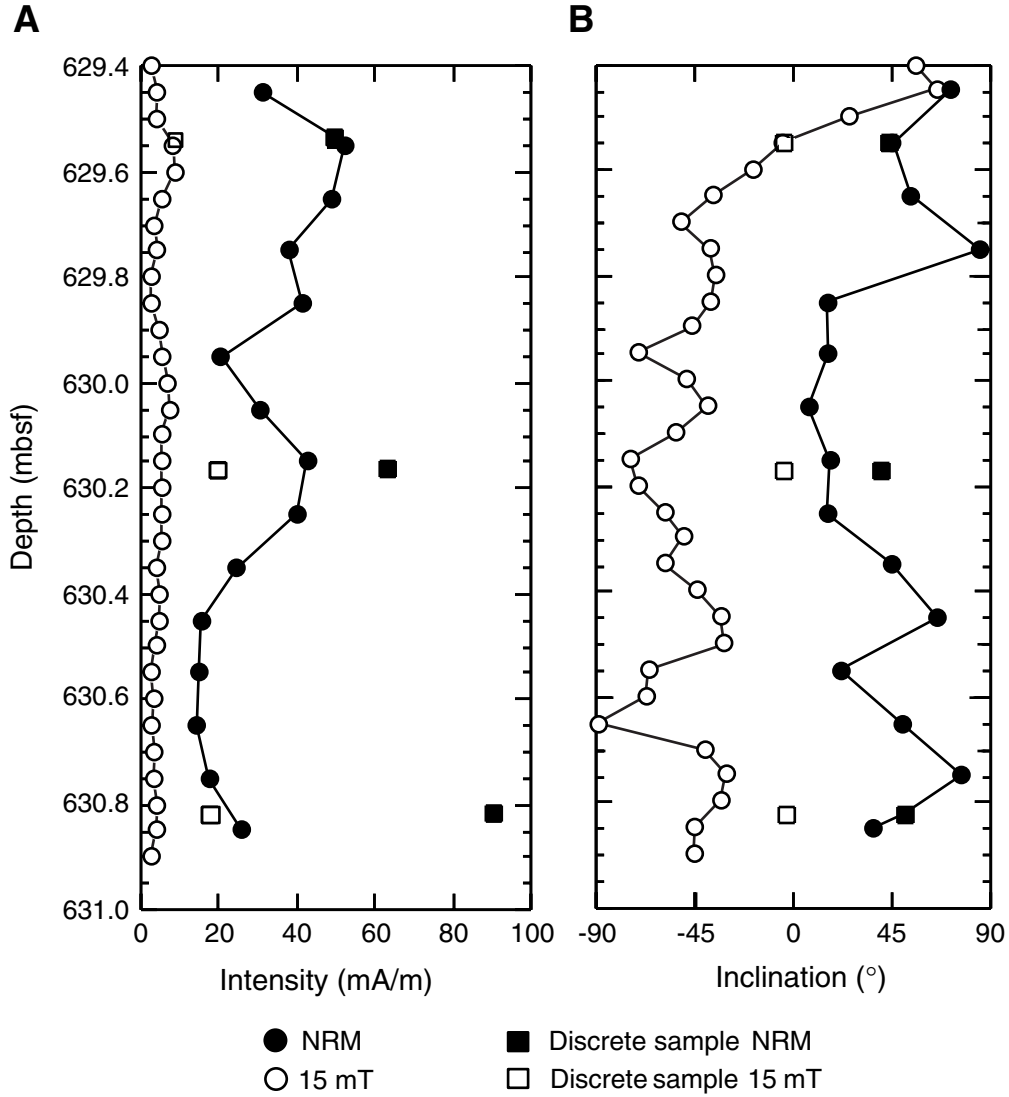 A
B
629.4
629.6
629.8
630.0
630.2
630.4
630.6
630.8
631.0
Depth (mbsf)
0 20 40 60 80 100
-90 -45 0 45 90
Intensity (mA/m)
Inclination (°)
NRM
Discrete sample NRM
15 mT
Discrete sample 15 mT